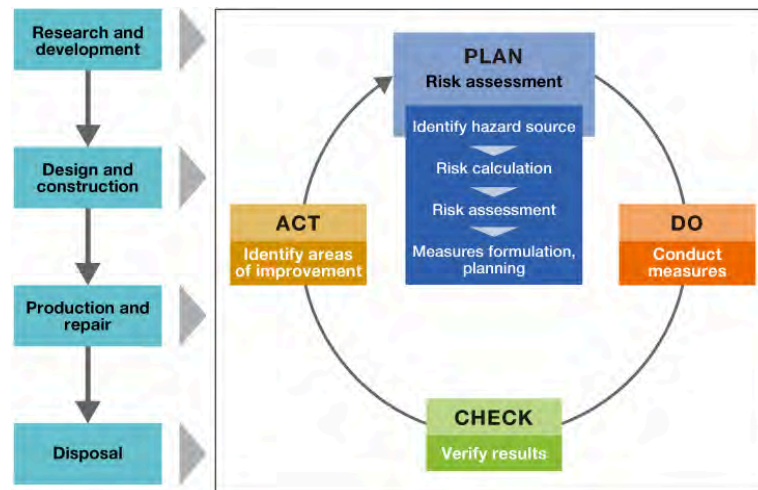 Research and
development
Design and
construction
Production and
repair
Disposal
PLAN
Risk assessment
Identify hazard source
Risk calculation
Risk assessment
Measures formulation,
planning
DO
Conduct
measures
CHECK
Verify results
ACT
Identify areas
of improvement